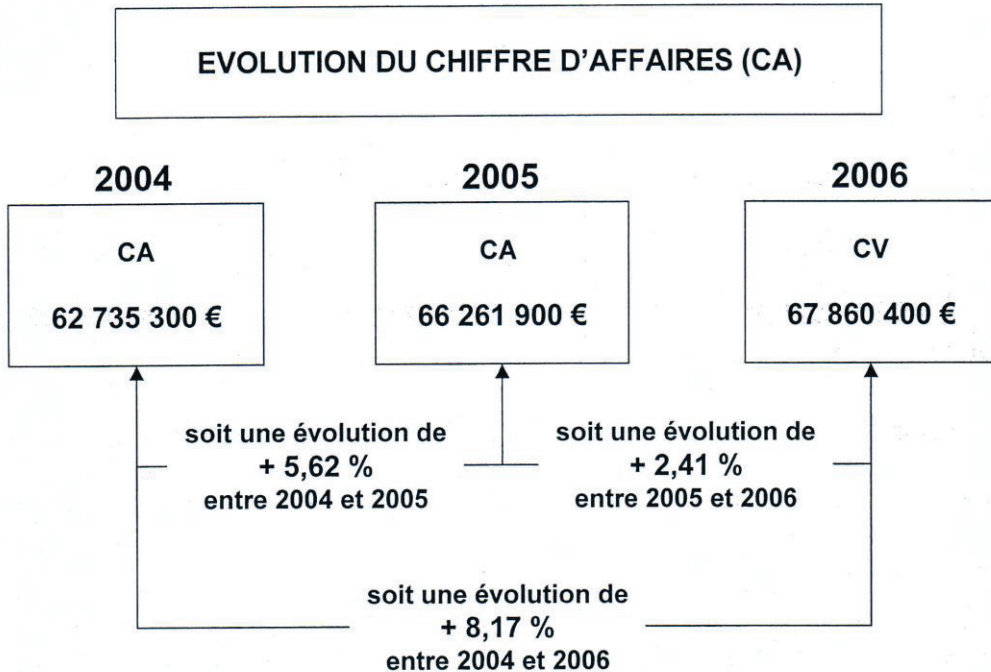 EVOLUTION DU CHIFFRE D'AFFAIRES (CA)
2004
CA
62 735 300 €
2005
CA
66 261 900 €
2006
CV
67 860 400 €
soit une évolution de
+ 5,62 %
entre 2004 et 2005
soit une évolution de
+ 2,41 %
entre 2005 et 2006
soit une évolution de
+ 8,17 %
entre 2004 et 2006